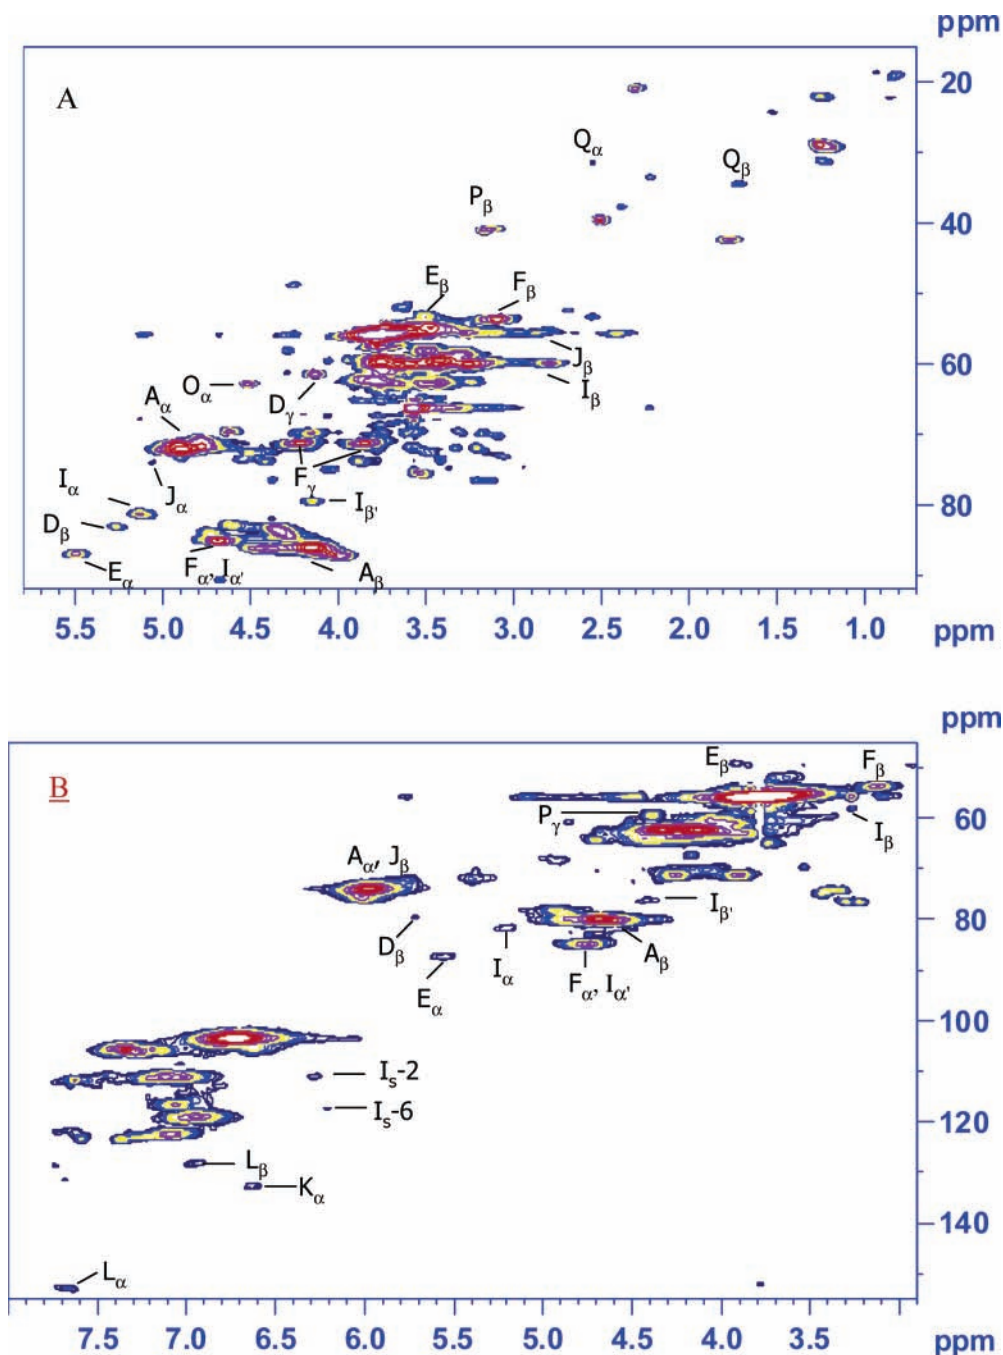 ppm
A
20
Qα
Qβ
Pβ
40
Eβ
Fβ
Jβ
60
Oα
Dγ
Iβ
Aα
Fγ
Iα
Jα
Iβ'
80
Dβ
Eα
Fα, Iα'
Aβ
5.5 5.0 4.5 4.0 3.5 3.0 2.5 2.0 1.5 1.0 ppm
ppm
B
Eβ
Fβ
Pγ
60
Iβ
Aα, Jβ
Iβ'
80
Dβ
Iα
Aβ
Eα
Fα, Iα'
100
Is-2
Is-6
120
Lβ
Kα
140
Lα
7.5 7.0 6.5 6.0 5.5 5.0 4.5 4.0 3.5 ppm